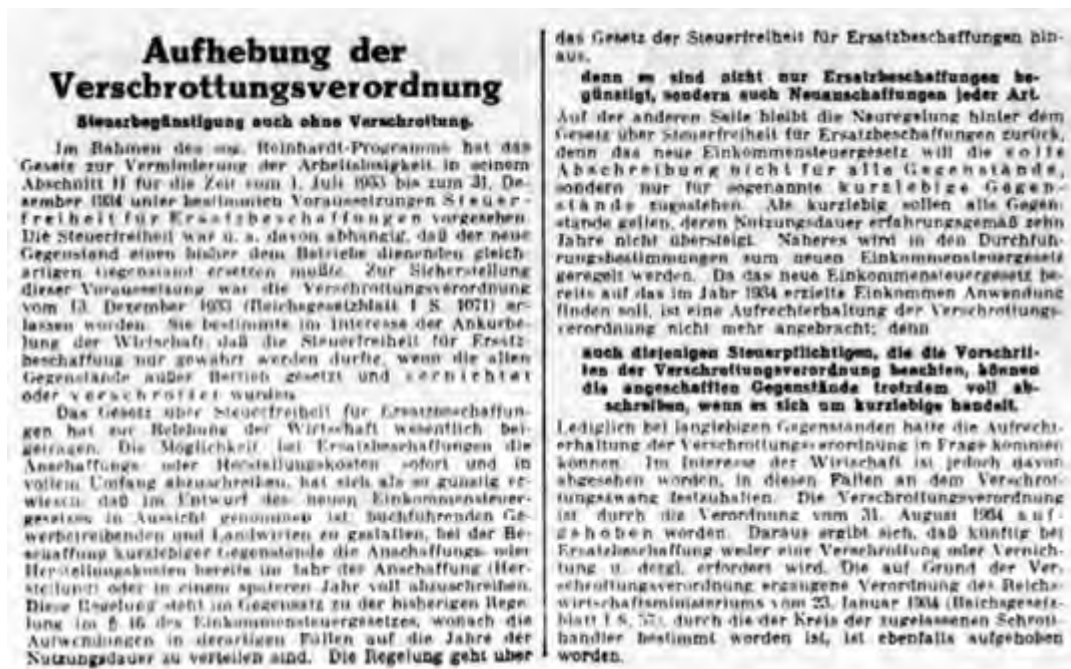 Aufhebung der
Verschrottungsverordnung
Steuerbegünstigung auch ohne Verschrottung.
Im Rahmen des sog. Reinhardt-Programms hat das
Gesetz zur Verminderung der Arbeitslosigkeit in seinem
Abschnitt II für die Zeit vom 1. Juli 1933 bis zum 31. De-
zember 1934 unter bestimmten Voraussetzungen Steuer-
freiheit für Ersatzbeschaffungen vorgesehen.
Die Steuerfreiheit war u. a. davon abhängig, daß der neue
Gegenstand einen bisher dem Betriebe dienenden gleich-
artigen Gegenstand ersetzen mußte. Zur Sicherstellung
dieser Voraussetzung war die Verschrottungsverordnung
vom 13. Dezember 1933 (Reichsgesetzblatt I S. 1071) er-
lassen worden. Sie bestimmte im Interesse der Ankurbe-
lung der Wirtschaft, daß die Steuerfreiheit für Ersatz-
beschaffung nur gewährt werden durfte, wenn die alten
Gegenstände außer Betrieb gesetzt und vernichtet
oder verschrottet wurden.
Das Gesetz über Steuerfreiheit für Ersatzbeschaffun-
gen hat zur Belebung der Wirtschaft wesentlich bei-
getragen. Die Möglichkeit, bei Ersatzbeschaffungen die
Anschaffungs- oder Herstellungskosten sofort und in
vollem Umfang abzuschreiben, hat sich als so günstig er-
wiesen, daß im Entwurf des neuen Einkommensteuer-
gesetzes in Aussicht genommen ist, buchführenden Ge-
werbetreibenden und Landwirten zu gestatten, bei der Be-
schaffung kurzlebiger Gegenstände die Anschaffungs- oder
Herstellungskosten bereits im Jahr der Anschaffung (Her-
stellung) oder in einem späteren Jahr voll abzuschreiben.
Diese Regelung steht im Gegensatz zu der bisherigen Rege-
lung im § 16 des Einkommensteuergesetzes, wonach die
Aufwendungen in derartigen Fällen auf die Jahre der
Nutzungsdauer zu verteilen sind. Die Regelung geht über
das Gesetz der Steuerfreiheit für Ersatzbeschaffungen hin-
aus,
denn es sind nicht nur Ersatzbeschaffungen be-
günstigt, sondern auch Neuanschaffungen jeder Art.
Auf der anderen Seite bleibt die Neuregelung hinter dem
Gesetz über Steuerfreiheit für Ersatzbeschaffungen zurück,
denn das neue Einkommensteuergesetz will die volle
Abschreibung nicht für alle Gegenstände,
sondern nur für sogenannte kurzlebige Gegen-
stände zugestehen. Als kurzlebig sollen alle Gegen-
stände gelten, deren Nutzungsdauer erfahrungsgemäß zehn
Jahre nicht übersteigt. Näheres wird in den Durchfüh-
rungsbestimmungen zum neuen Einkommensteuergesetz
geregelt werden. Da das neue Einkommensteuergesetz be-
reits auf das im Jahr 1934 erzielte Einkommen Anwendung
finden soll, ist eine Aufrechterhaltung der Verschrottungs-
verordnung nicht mehr angebracht; denn
auch diejenigen Steuerpflichtigen, die die Vorschrif-
ten der Verschrottungsverordnung beachten, können
die angeschafften Gegenstände trotzdem voll ab-
schreiben, wenn es sich um kurzlebige handelt.
Lediglich bei langlebigen Gegenständen hätte die Aufrecht-
erhaltung der Verschrottungsverordnung in Frage kommen
können. Im Interesse der Wirtschaft ist jedoch davon
abgesehen worden, in diesen Fällen an dem Verschrot-
tungszwang festzuhalten. Die Verschrottungsverordnung
ist durch die Verordnung vom 31. August 1934 auf-
gehoben worden. Daraus ergibt sich, daß künftig bei
Ersatzbeschaffung weder eine Verschrottung oder Vernich-
tung u. dergl. erfordert wird. Die auf Grund der Ver-
schrottungsverordnung ergangene Verordnung des Reichs-
wirtschaftsministeriums vom 23. Januar 1934 (Reichsgesetz-
blatt I S. 57), durch die der Kreis der zugelassenen Schrott-
händler bestimmt worden ist, ist ebenfalls aufgehoben
worden.